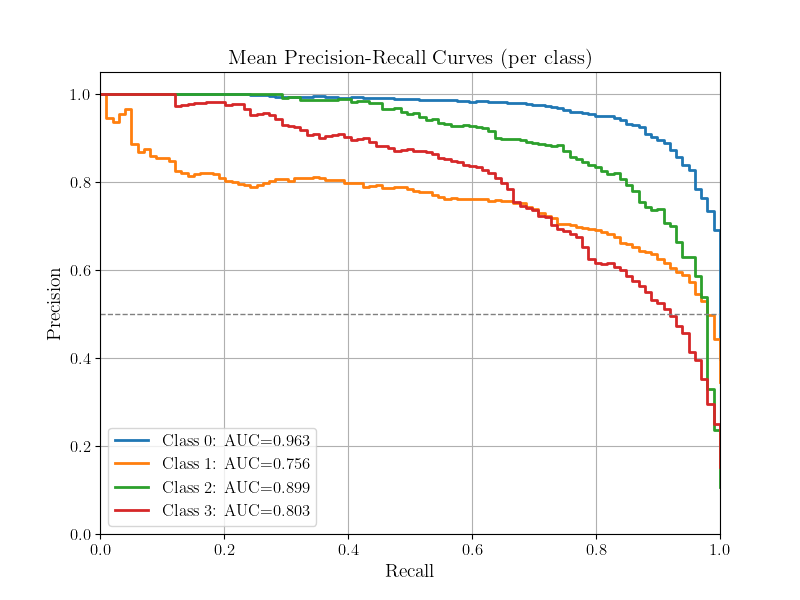 Mean Precision-Recall Curves (per class)
1.0
0.8
0.6
0.4
0.2
0.0
Precision
Class 0: AUC=0.963
Class 1: AUC=0.756
Class 2: AUC=0.899
Class 3: AUC=0.803
0.0 0.2 0.4 0.6 0.8 1.0
Recall